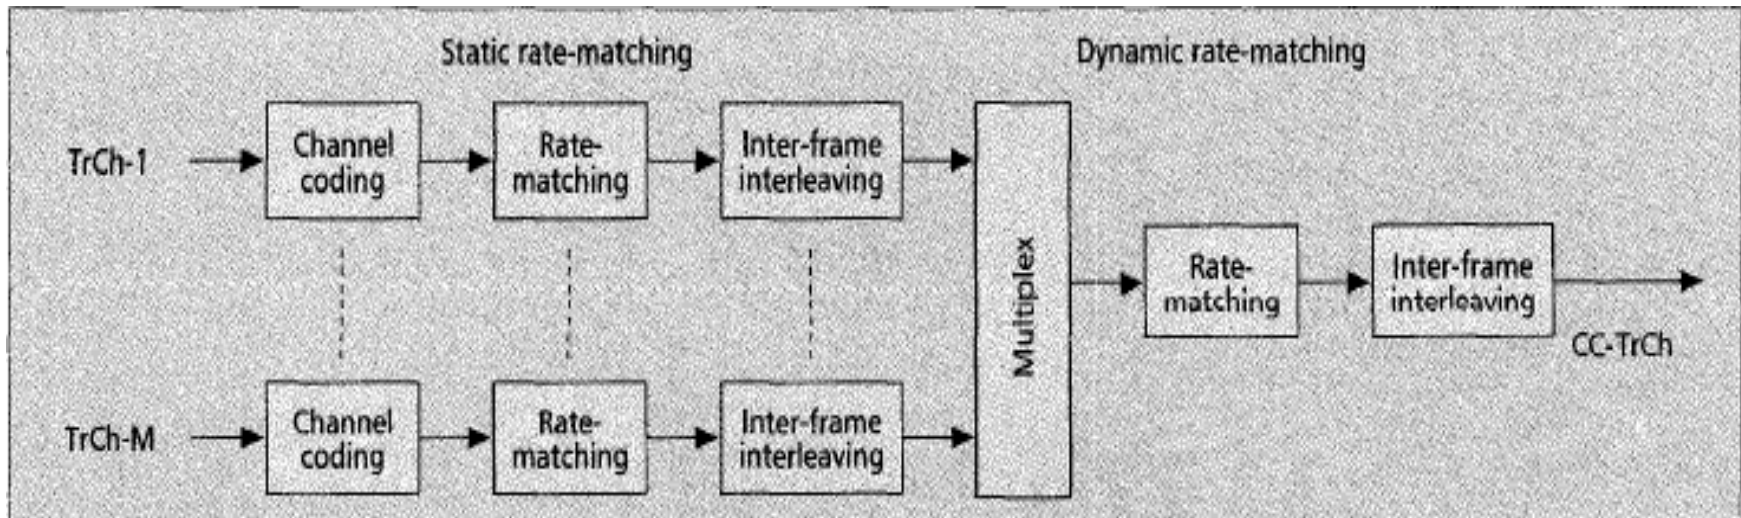 Static rate-matching
Dynamic rate-matching
TrCh-1
Channel
coding
Rate-
matching
Inter-frame
interleaving
Multiplex
Rate-
matching
Inter-frame
interleaving
CC-TrCh
TrCh-M
Channel
coding
Rate-
matching
Inter-frame
interleaving